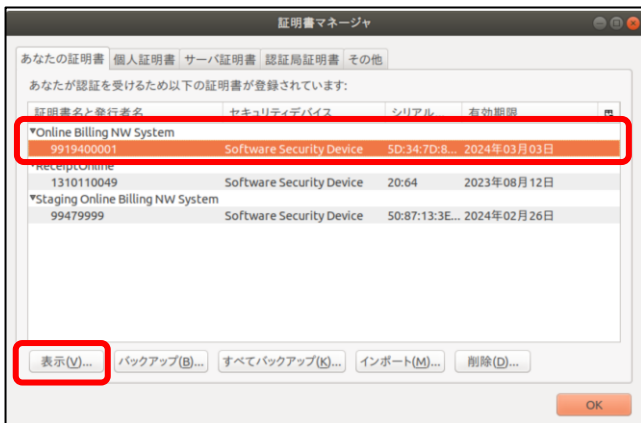 証明書マネージャ
あなたの証明書 個人証明書 サーバ証明書 認証局証明書 その他
あなたが認証を受けるため以下の証明書が登録されています:
証明書名と発行者名 セキュリティデバイス シリアル 有効期限
▼Online Billing NW System
9919400001 Software Security Device 5D:34:7D:8... 2024年03月03日
▼ReceiptOnline
1310110049 Software Security Device 20:64 2023年08月12日
▼Staging Online Billing NW System
99479999 Software Security Device 50:87:13:3E... 2024年02月26日
表示(V)... バックアップ(B)... すべてバックアップ(K)... インポート(M)... 削除(D)...
OK